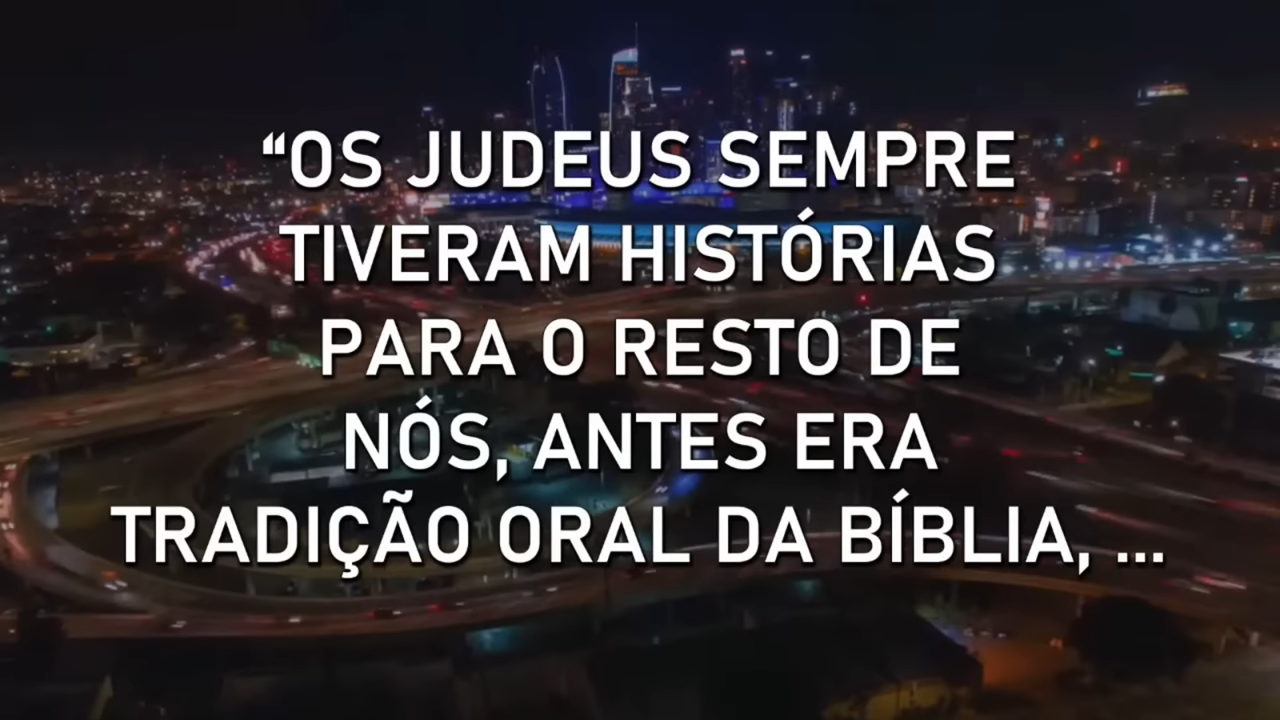 “OS JUDEUS SEMPRE
TIVERAM HISTÓRIAS
PARA O RESTO DE
NÓS, ANTES ERA
TRADIÇÃO ORAL DA BÍBLIA, ...